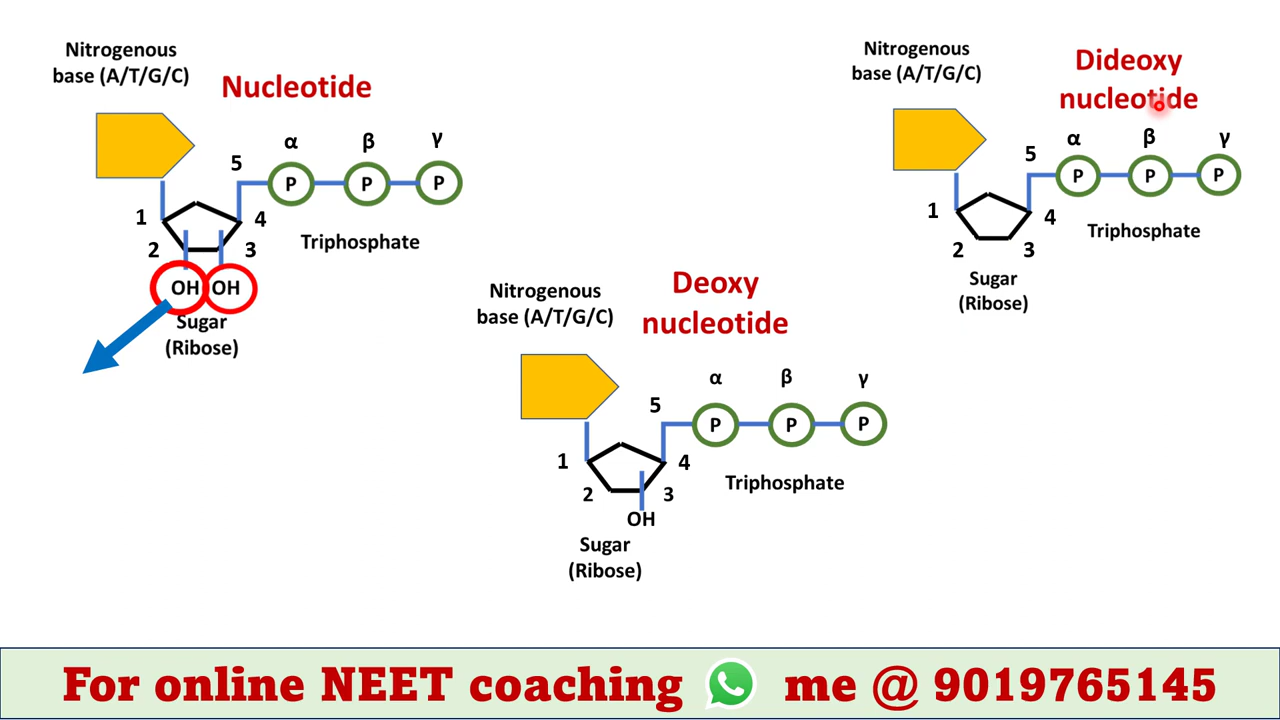 Nitrogenous
base (A/T/G/C)
Nucleotide
α β γ
5
P P P
1 4
2 3
Triphosphate
OH OH
Sugar
(Ribose)
Nitrogenous
base (A/T/G/C)
Deoxy
nucleotide
α β γ
5
P P P
1 4
2 3
Triphosphate
OH
Sugar
(Ribose)
Nitrogenous
base (A/T/G/C)
Dideoxy
nucleotide
α β γ
5
P P P
1 4
2 3
Triphosphate
Sugar
(Ribose)
For online NEET coaching me @ 9019765145